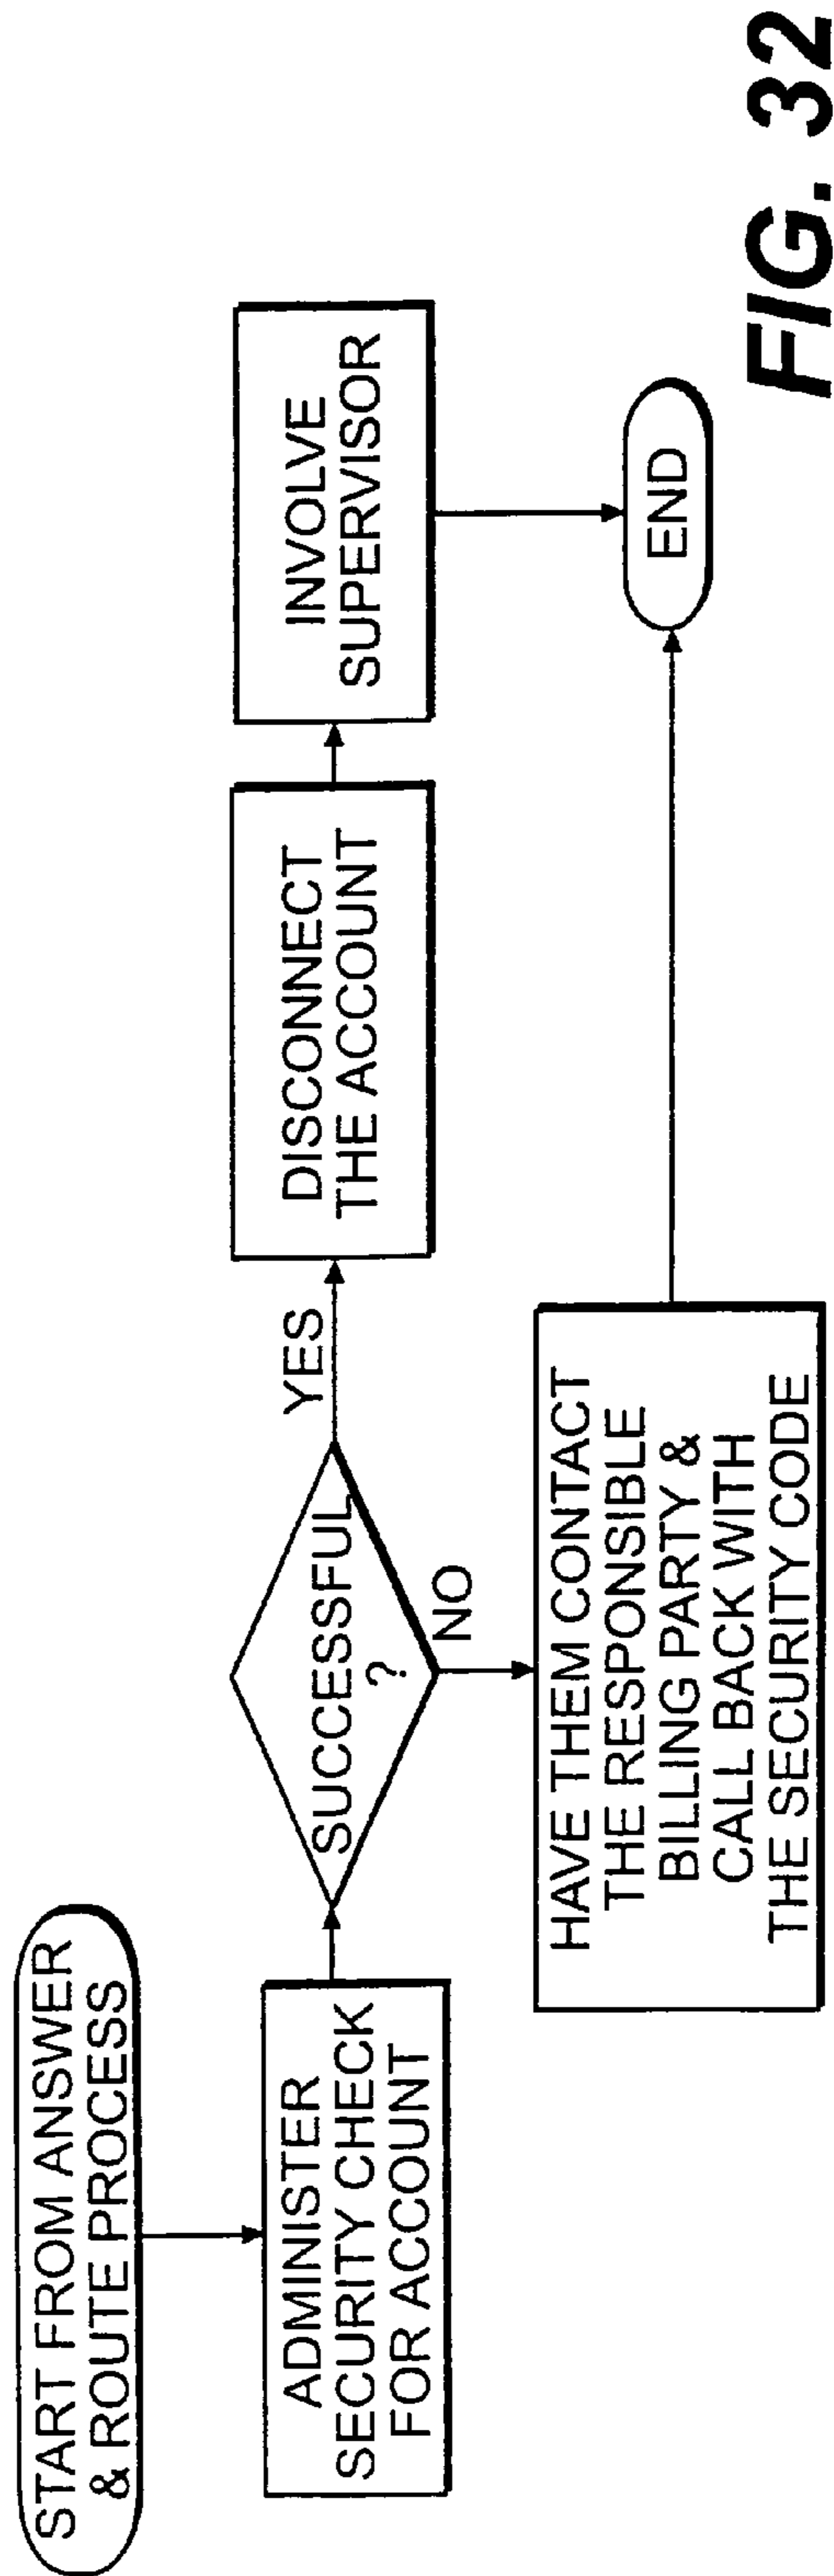 START FROM ANSWER
& ROUTE PROCESS
ADMINISTER
SECURITY CHECK
FOR ACCOUNT
SUCCESSFUL
?
YES
DISCONNECT
THE ACCOUNT
INVOLVE
SUPERVISOR
NO
HAVE THEM CONTACT
THE RESPONSIBLE
BILLING PARTY &
CALL BACK WITH
THE SECURITY CODE
END
FIG. 32